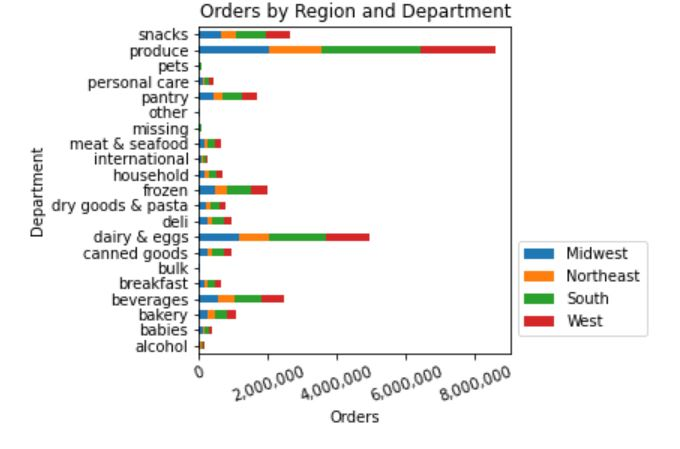 Orders by Region and Department
snacks
produce
pets
personal care
pantry
other
missing
meat & seafood
international
household
frozen
dry goods & pasta
deli
dairy & eggs
canned goods
bulk
breakfast
beverages
bakery
babies
alcohol
Department
0
2,000,000
4,000,000
6,000,000
8,000,000
Orders
Midwest
Northeast
South
West